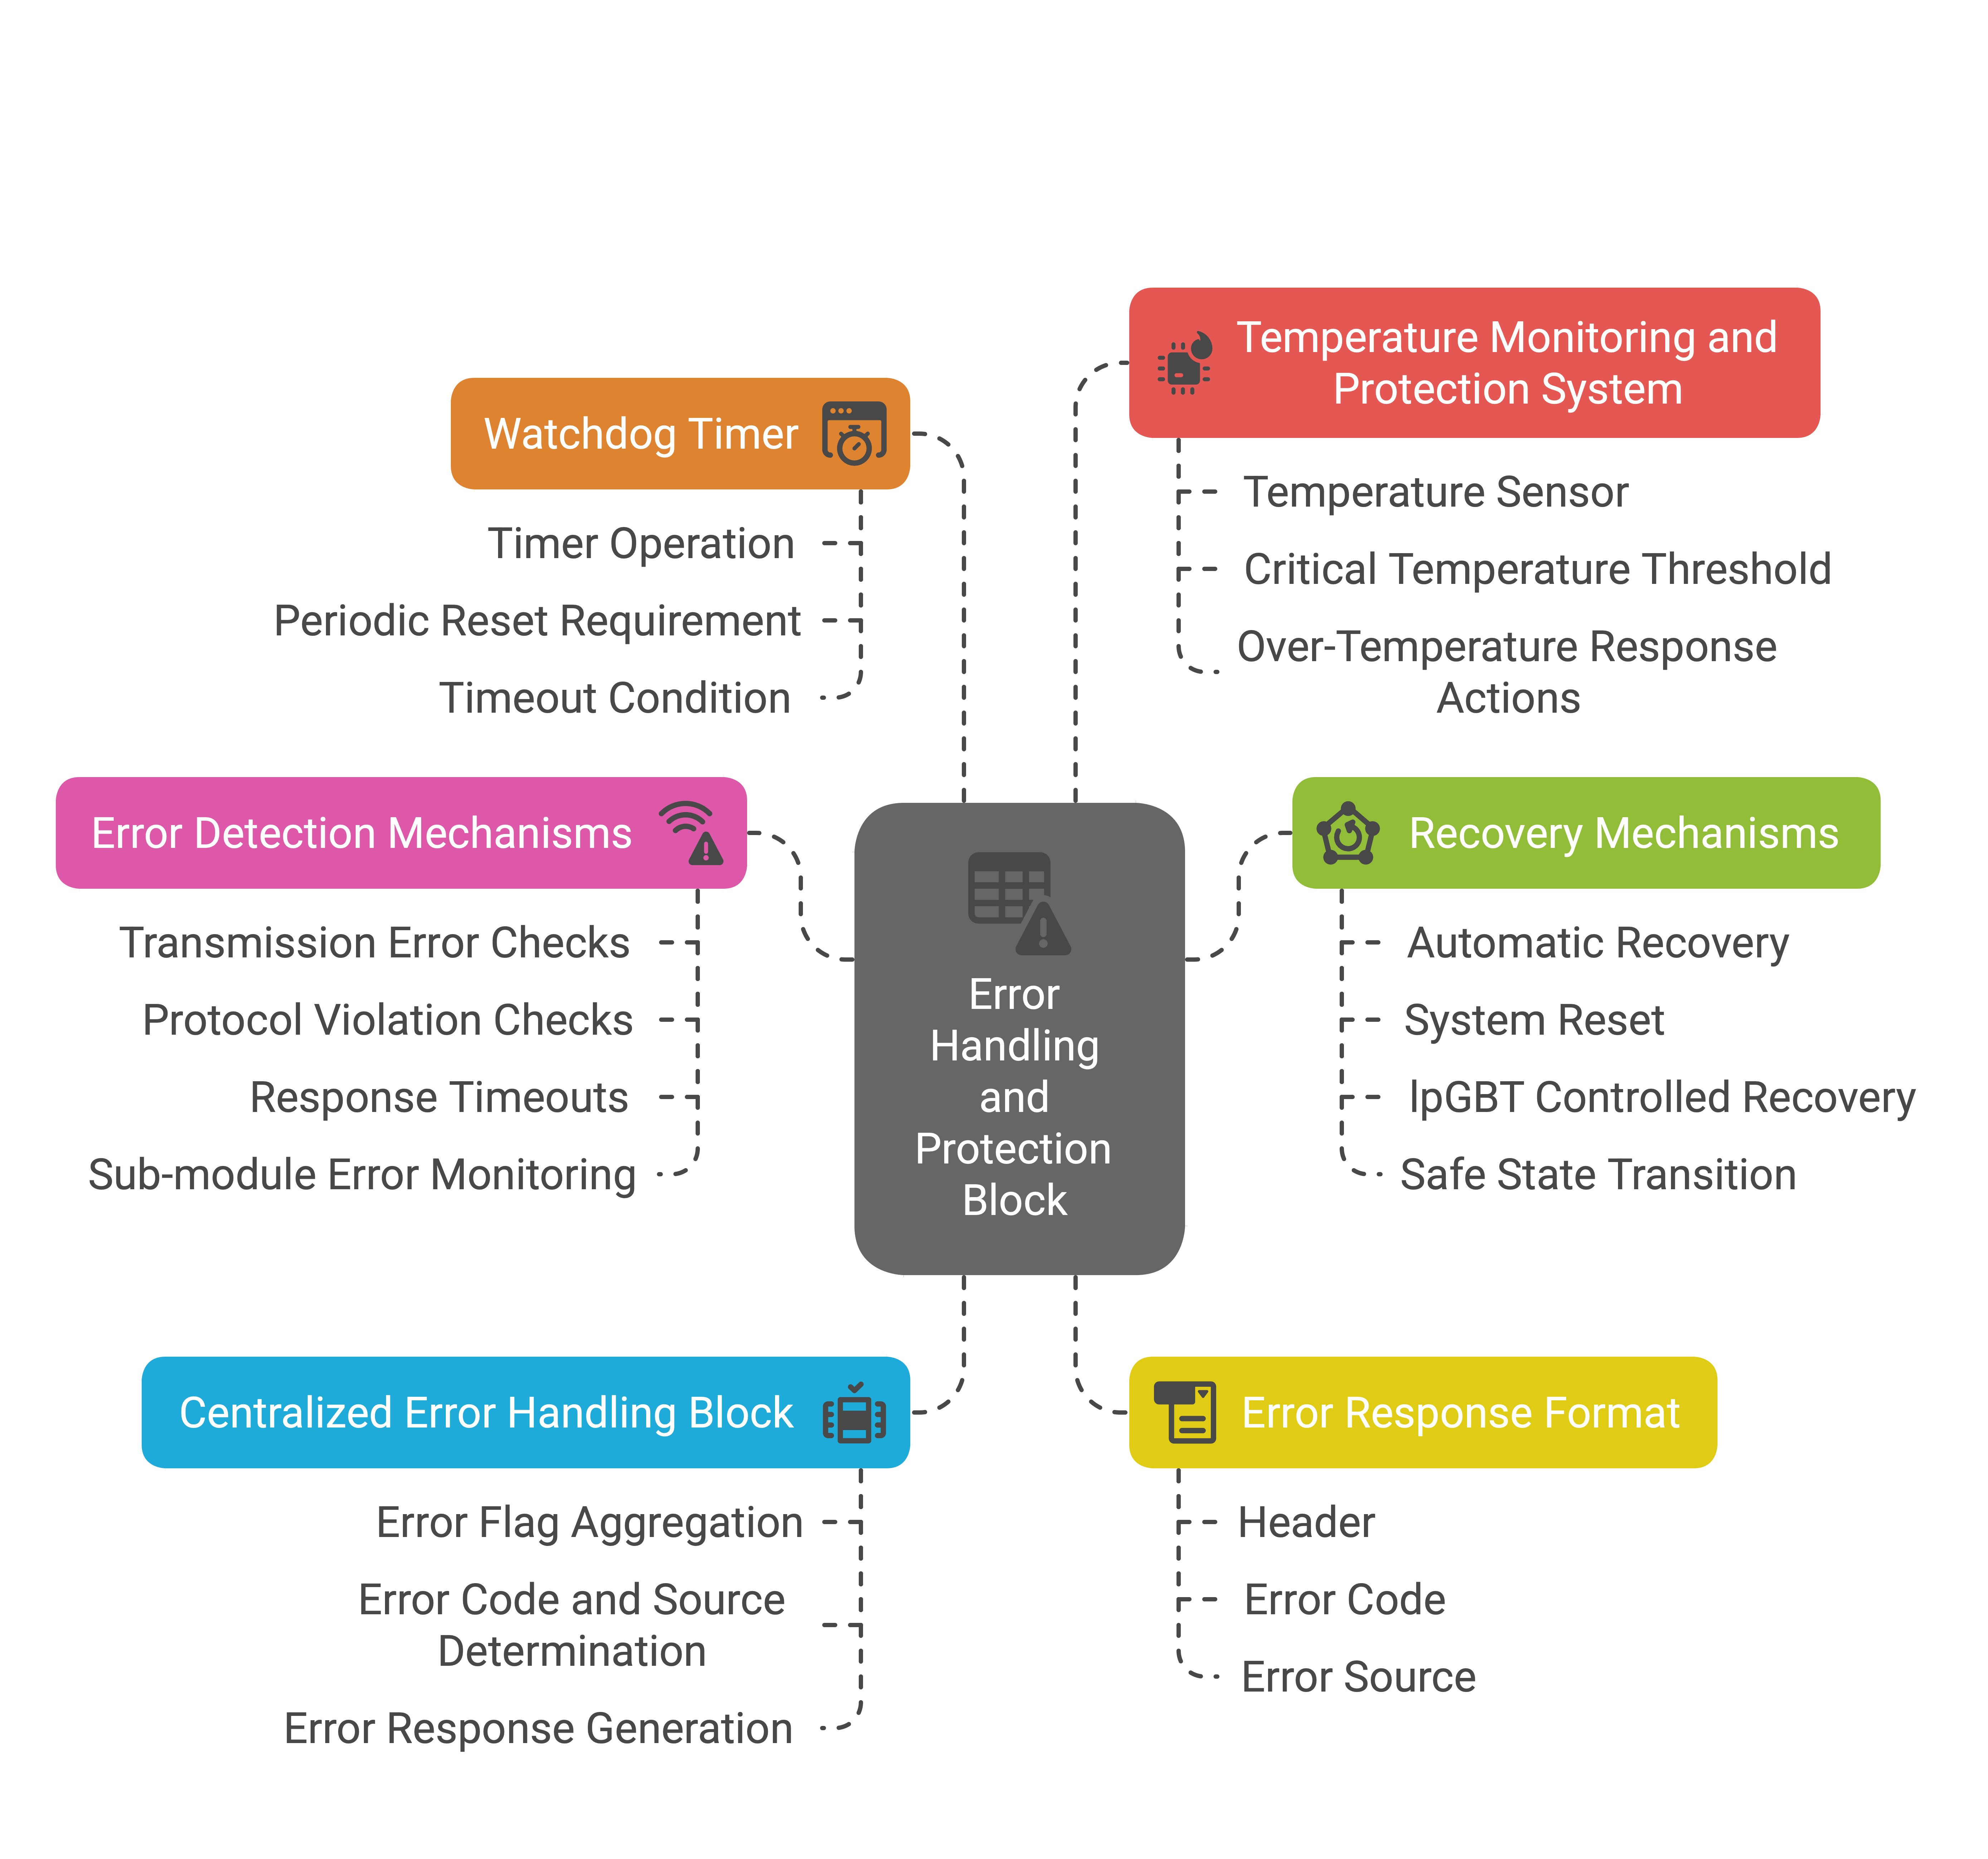 Temperature Monitoring and
Protection System
Temperature Sensor
Critical Temperature Threshold
Over-Temperature Response
Actions
Watchdog Timer
Timer Operation
Periodic Reset Requirement
Timeout Condition
Error Detection Mechanisms
Transmission Error Checks
Protocol Violation Checks
Response Timeouts
Sub-module Error Monitoring
Error
Handling
and
Protection
Block
Recovery Mechanisms
Automatic Recovery
System Reset
lpGBT Controlled Recovery
Safe State Transition
Centralized Error Handling Block
Error Flag Aggregation
Error Code and Source
Determination
Error Response Generation
Error Response Format
Header
Error Code
Error Source